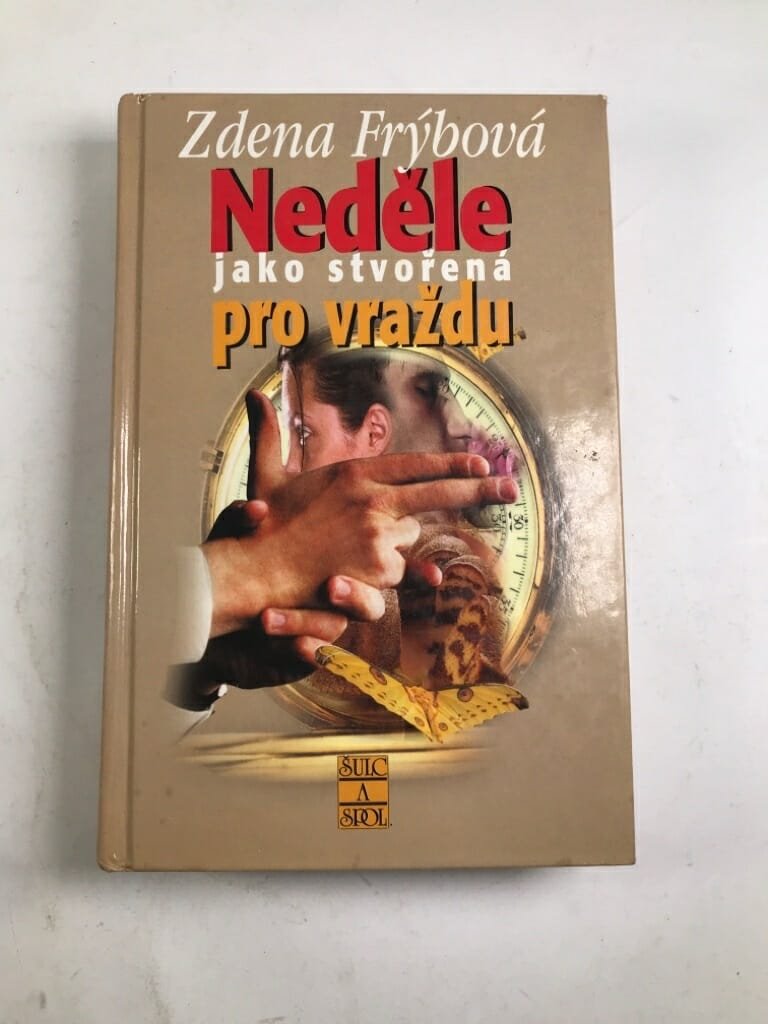 Zdena Frýbová
Neděle
jako stvořená
pro vraždu
ŠULC
A
SPOL.